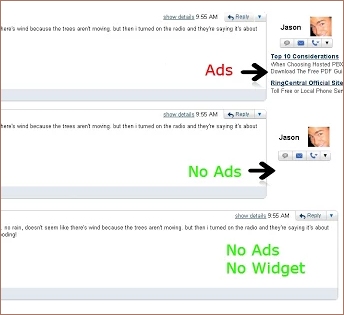 show details 9:55 AM Reply
there's wind because the trees aren't moving. but then i turned on the radio and they're saying it's about
Jason
Ads
Top 10 Considerations
When Choosing Hosted PBX
Download The Free PDF Gui
RingCentral Official Site
Toll Free or Local Phone Ser
show details 9:55 AM Reply
there's wind because the trees aren't moving. but then i turned on the radio and they're saying it's about
Jason
No Ads
show details 9:55 AM Reply
, no rain, doesn't seem like there's wind because the trees aren't moving. but then i turned on the radio and they're saying it's about
oding!
No Ads
No Widget